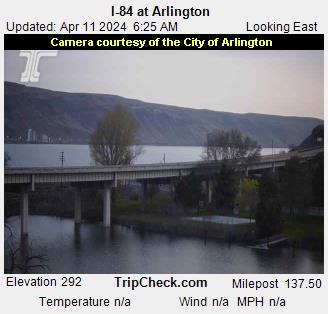 I-84 at Arlington
Updated: Apr 11 2024 6:25 AM Looking East
Camera courtesy of the City of Arlington
Elevation 292 TripCheck.com Milepost 137.50
Temperature n/a Wind n/a MPH n/a